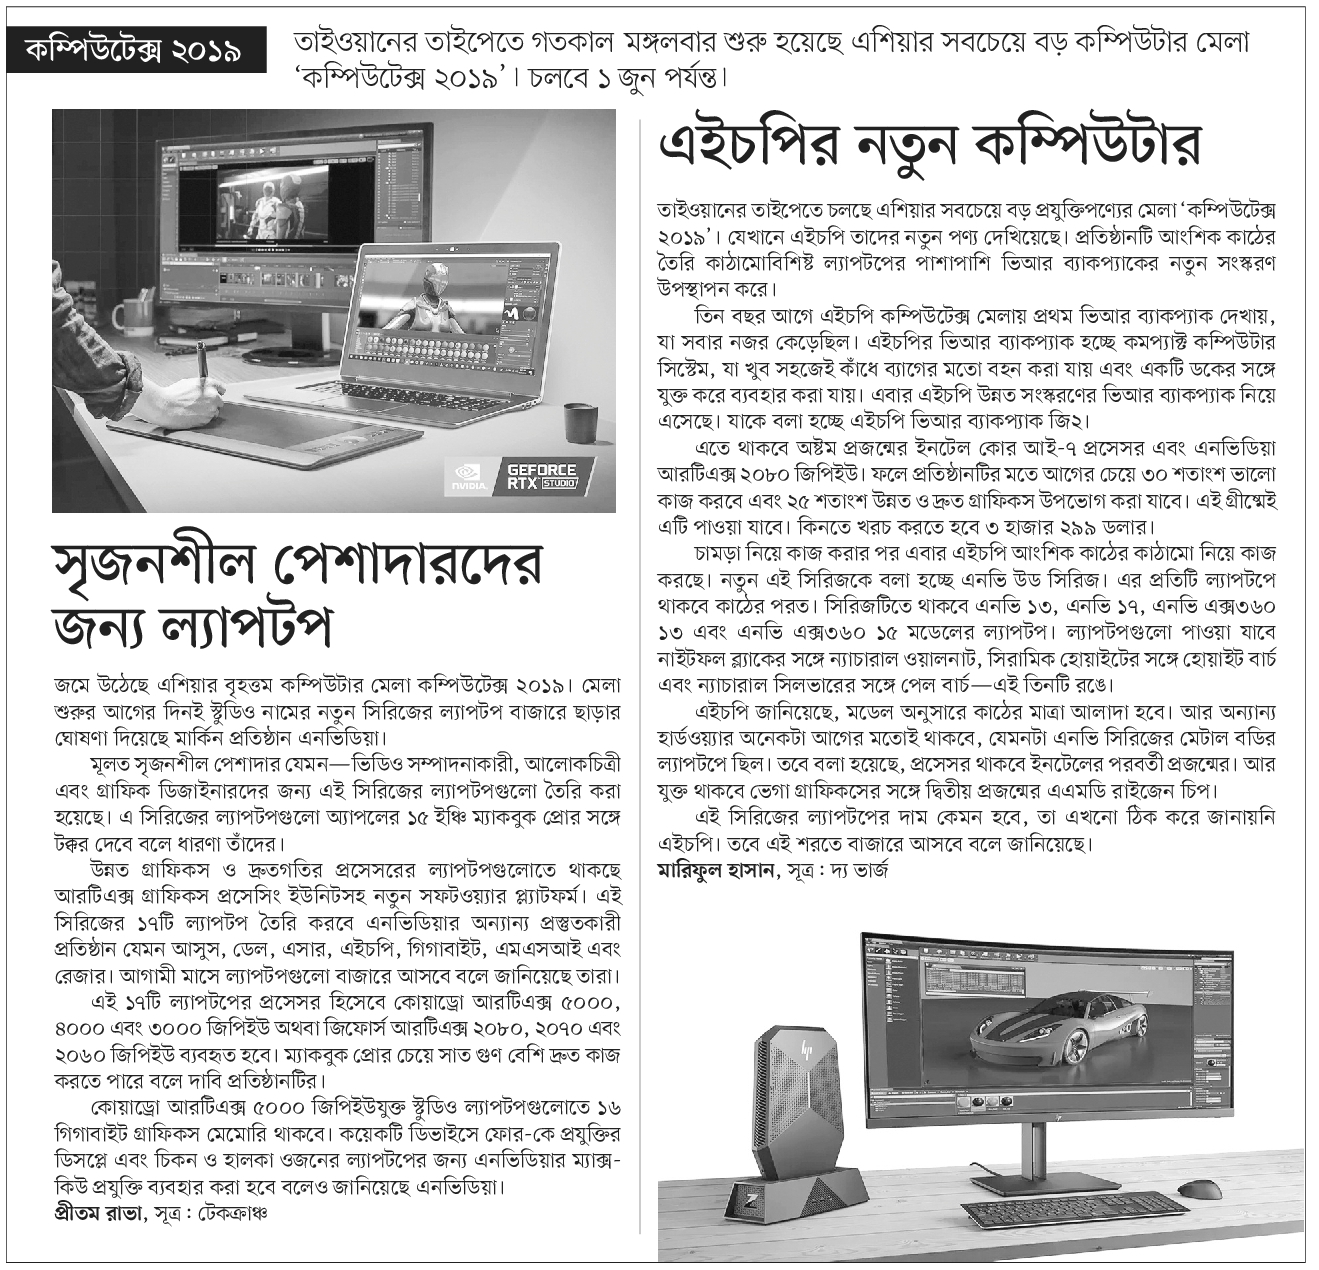 কম্পিউটেক্স ২০১৯
তাইওয়ানের তাইপেতে গতকাল মঙ্গলবার শুরু হয়েছে এশিয়ার সবচেয়ে বড় কম্পিউটার মেলা
‘কম্পিউটেক্স ২০১৯’। চলবে ১ জুন পর্যন্ত।
NVIDIA.
GEFORCE
RTX STUDIO
সৃজনশীল পেশাদারদের
জন্য ল্যাপটপ
জমে উঠেছে এশিয়ার বৃহত্তম কম্পিউটার মেলা কম্পিউটেক্স ২০১৯। মেলা
শুরুর আগের দিনই স্টুডিও নামের নতুন সিরিজের ল্যাপটপ বাজারে ছাড়ার
ঘোষণা দিয়েছে মার্কিন প্রতিষ্ঠান এনভিডিয়া।
মূলত সৃজনশীল পেশাদার যেমন—ভিডিও সম্পাদনাকারী, আলোকচিত্রী
এবং গ্রাফিক ডিজাইনারদের জন্য এই সিরিজের ল্যাপটপগুলো তৈরি করা
হয়েছে। এ সিরিজের ল্যাপটপগুলো অ্যাপলের ১৫ ইঞ্চি ম্যাকবুক প্রোর সঙ্গে
টক্কর দেবে বলে ধারণা তাঁদের।
উন্নত গ্রাফিকস ও দ্রুতগতির প্রসেসরের ল্যাপটপগুলোতে থাকছে
আরটিএক্স গ্রাফিকস প্রসেসিং ইউনিটসহ নতুন সফটওয়্যার প্ল্যাটফর্ম। এই
সিরিজের ১৭টি ল্যাপটপ তৈরি করবে এনভিডিয়ার অন্যান্য প্রস্তুতকারী
প্রতিষ্ঠান যেমন আসুস, ডেল, এসার, এইচপি, গিগাবাইট, এমএসআই এবং
রেজার। আগামী মাসে ল্যাপটপগুলো বাজারে আসবে বলে জানিয়েছে তারা।
এই ১৭টি ল্যাপটপের প্রসেসর হিসেবে কোয়াড্রো আরটিএক্স ৫০০০,
৪০০০ এবং ৩০০০ জিপিইউ অথবা জিফোর্স আরটিএক্স ২০৮০, ২০৭০ এবং
২০৬০ জিপিইউ ব্যবহৃত হবে। ম্যাকবুক প্রোর চেয়ে সাত গুণ বেশি দ্রুত কাজ
করতে পারে বলে দাবি প্রতিষ্ঠানটির।
কোয়াড্রো আরটিএক্স ৫০০০ জিপিইউযুক্ত স্টুডিও ল্যাপটপগুলোতে ১৬
গিগাবাইট গ্রাফিকস মেমোরি থাকবে। কয়েকটি ডিভাইসে ফোর-কে প্রযুক্তির
ডিসপ্লে এবং চিকন ও হালকা ওজনের ল্যাপটপের জন্য এনভিডিয়ার ম্যাক্স-
কিউ প্রযুক্তি ব্যবহার করা হবে বলেও জানিয়েছে এনভিডিয়া।
প্রীতম রাভা, সূত্র : টেকক্রাঞ্চ
এইচপির নতুন কম্পিউটার
তাইওয়ানের তাইপেতে চলছে এশিয়ার সবচেয়ে বড় প্রযুক্তিপণ্যের মেলা ‘কম্পিউটেক্স
২০১৯’। যেখানে এইচপি তাদের নতুন পণ্য দেখিয়েছে। প্রতিষ্ঠানটি আংশিক কাঠের
তৈরি কাঠামোবিশিষ্ট ল্যাপটপের পাশাপাশি ভিআর ব্যাকপ্যাকের নতুন সংস্করণ
উপস্থাপন করে।
তিন বছর আগে এইচপি কম্পিউটেক্স মেলায় প্রথম ভিআর ব্যাকপ্যাক দেখায়,
যা সবার নজর কেড়েছিল। এইচপির ভিআর ব্যাকপ্যাক হচ্ছে কমপ্যাক্ট কম্পিউটার
সিস্টেম, যা খুব সহজেই কাঁধে ব্যাগের মতো বহন করা যায় এবং একটি ডকের সঙ্গে
যুক্ত করে ব্যবহার করা যায়। এবার এইচপি উন্নত সংস্করণের ভিআর ব্যাকপ্যাক নিয়ে
এসেছে। যাকে বলা হচ্ছে এইচপি ভিআর ব্যাকপ্যাক জি২।
এতে থাকবে অষ্টম প্রজন্মের ইনটেল কোর আই-৭ প্রসেসর এবং এনভিডিয়া
আরটিএক্স ২০৮০ জিপিইউ। ফলে প্রতিষ্ঠানটির মতে আগের চেয়ে ৩০ শতাংশ ভালো
কাজ করবে এবং ২৫ শতাংশ উন্নত ও দ্রুত গ্রাফিকস উপভোগ করা যাবে। এই গ্রীষ্মেই
এটি পাওয়া যাবে। কিনতে খরচ করতে হবে ৩ হাজার ২৯৯ ডলার।
চামড়া নিয়ে কাজ করার পর এবার এইচপি আংশিক কাঠের কাঠামো নিয়ে কাজ
করছে। নতুন এই সিরিজকে বলা হচ্ছে এনভি উড সিরিজ। এর প্রতিটি ল্যাপটপে
থাকবে কাঠের পরত। সিরিজটিতে থাকবে এনভি ১৩, এনভি ১৭, এনভি এক্স৩৬০
১৩ এবং এনভি এক্স৩৬০ ১৫ মডেলের ল্যাপটপ। ল্যাপটপগুলো পাওয়া যাবে
নাইটফল ব্ল্যাকের সঙ্গে ন্যাচারাল ওয়ালনাট, সিরামিক হোয়াইটের সঙ্গে হোয়াইট বার্চ
এবং ন্যাচারাল সিলভারের সঙ্গে পেল বার্চ—এই তিনটি রঙে।
এইচপি জানিয়েছে, মডেল অনুসারে কাঠের মাত্রা আলাদা হবে। আর অন্যান্য
হার্ডওয়্যার অনেকটা আগের মতোই থাকবে, যেমনটা এনভি সিরিজের মেটাল বডির
ল্যাপটপে ছিল। তবে বলা হয়েছে, প্রসেসর থাকবে ইনটেলের পরবর্তী প্রজন্মের। আর
যুক্ত থাকবে ভেগা গ্রাফিকসের সঙ্গে দ্বিতীয় প্রজন্মের এএমডি রাইজেন চিপ।
এই সিরিজের ল্যাপটপের দাম কেমন হবে, তা এখনো ঠিক করে জানায়নি
এইচপি। তবে এই শরতে বাজারে আসবে বলে জানিয়েছে।
মারিফুল হাসান, সূত্র : দ্য ভার্জ
hp
Z